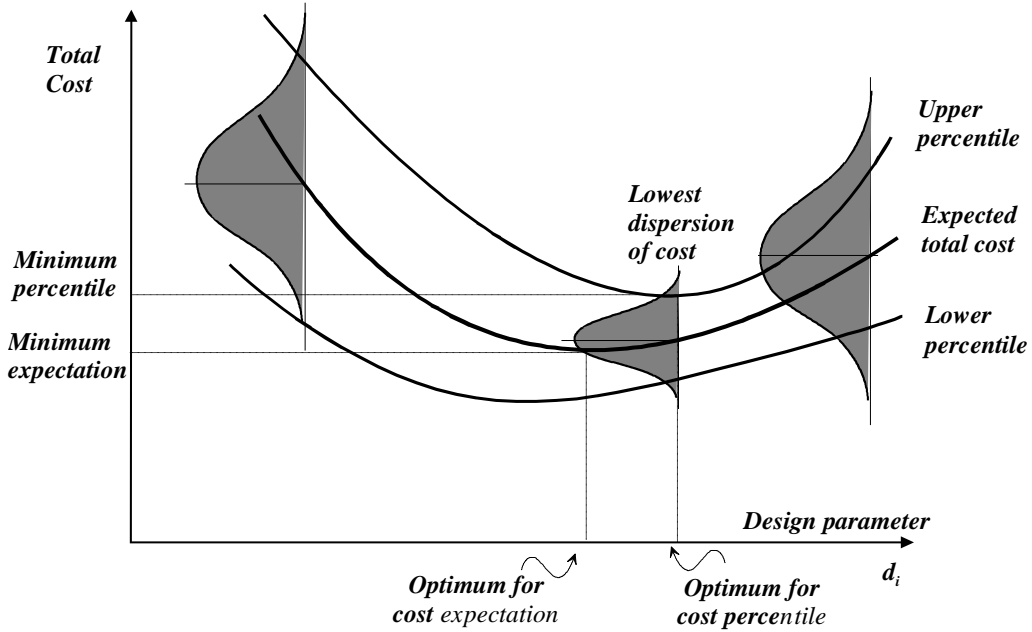 Total
Cost
Upper
percentile
Lowest
dispersion
of cost
Expected
total cost
Minimum
percentile
Lower
percentile
Minimum
expectation
Design parameter
d_i
Optimum for
cost expectation
Optimum for
cost percentile